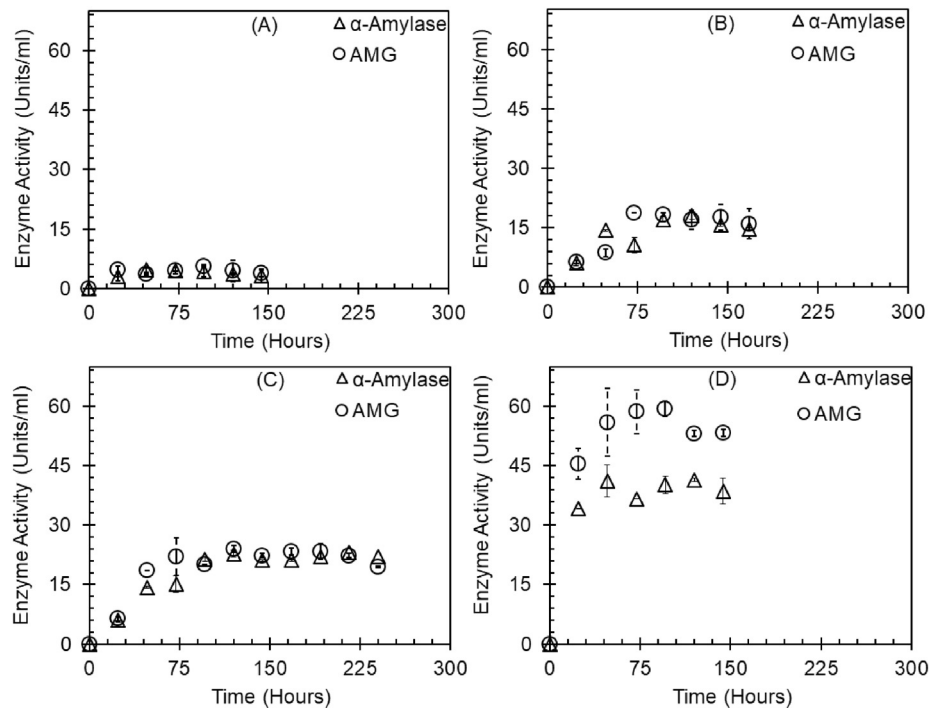 (A)
α-Amylase
AMG
60
45
30
15
0
0 75 150 225 300
Enzyme Activity (Units/ml)
Time (Hours)
(B)
α-Amylase
AMG
60
45
30
15
0
0 75 150 225 300
Enzyme Activity (Units/ml)
Time (Hours)
(C)
α-Amylase
AMG
60
45
30
15
0
0 75 150 225 300
Enzyme Activity (Units/ml)
Time (Hours)
(D)
α-Amylase
AMG
60
45
30
15
0
0 75 150 225 300
Enzyme Activity (Units/ml)
Time (Hours)